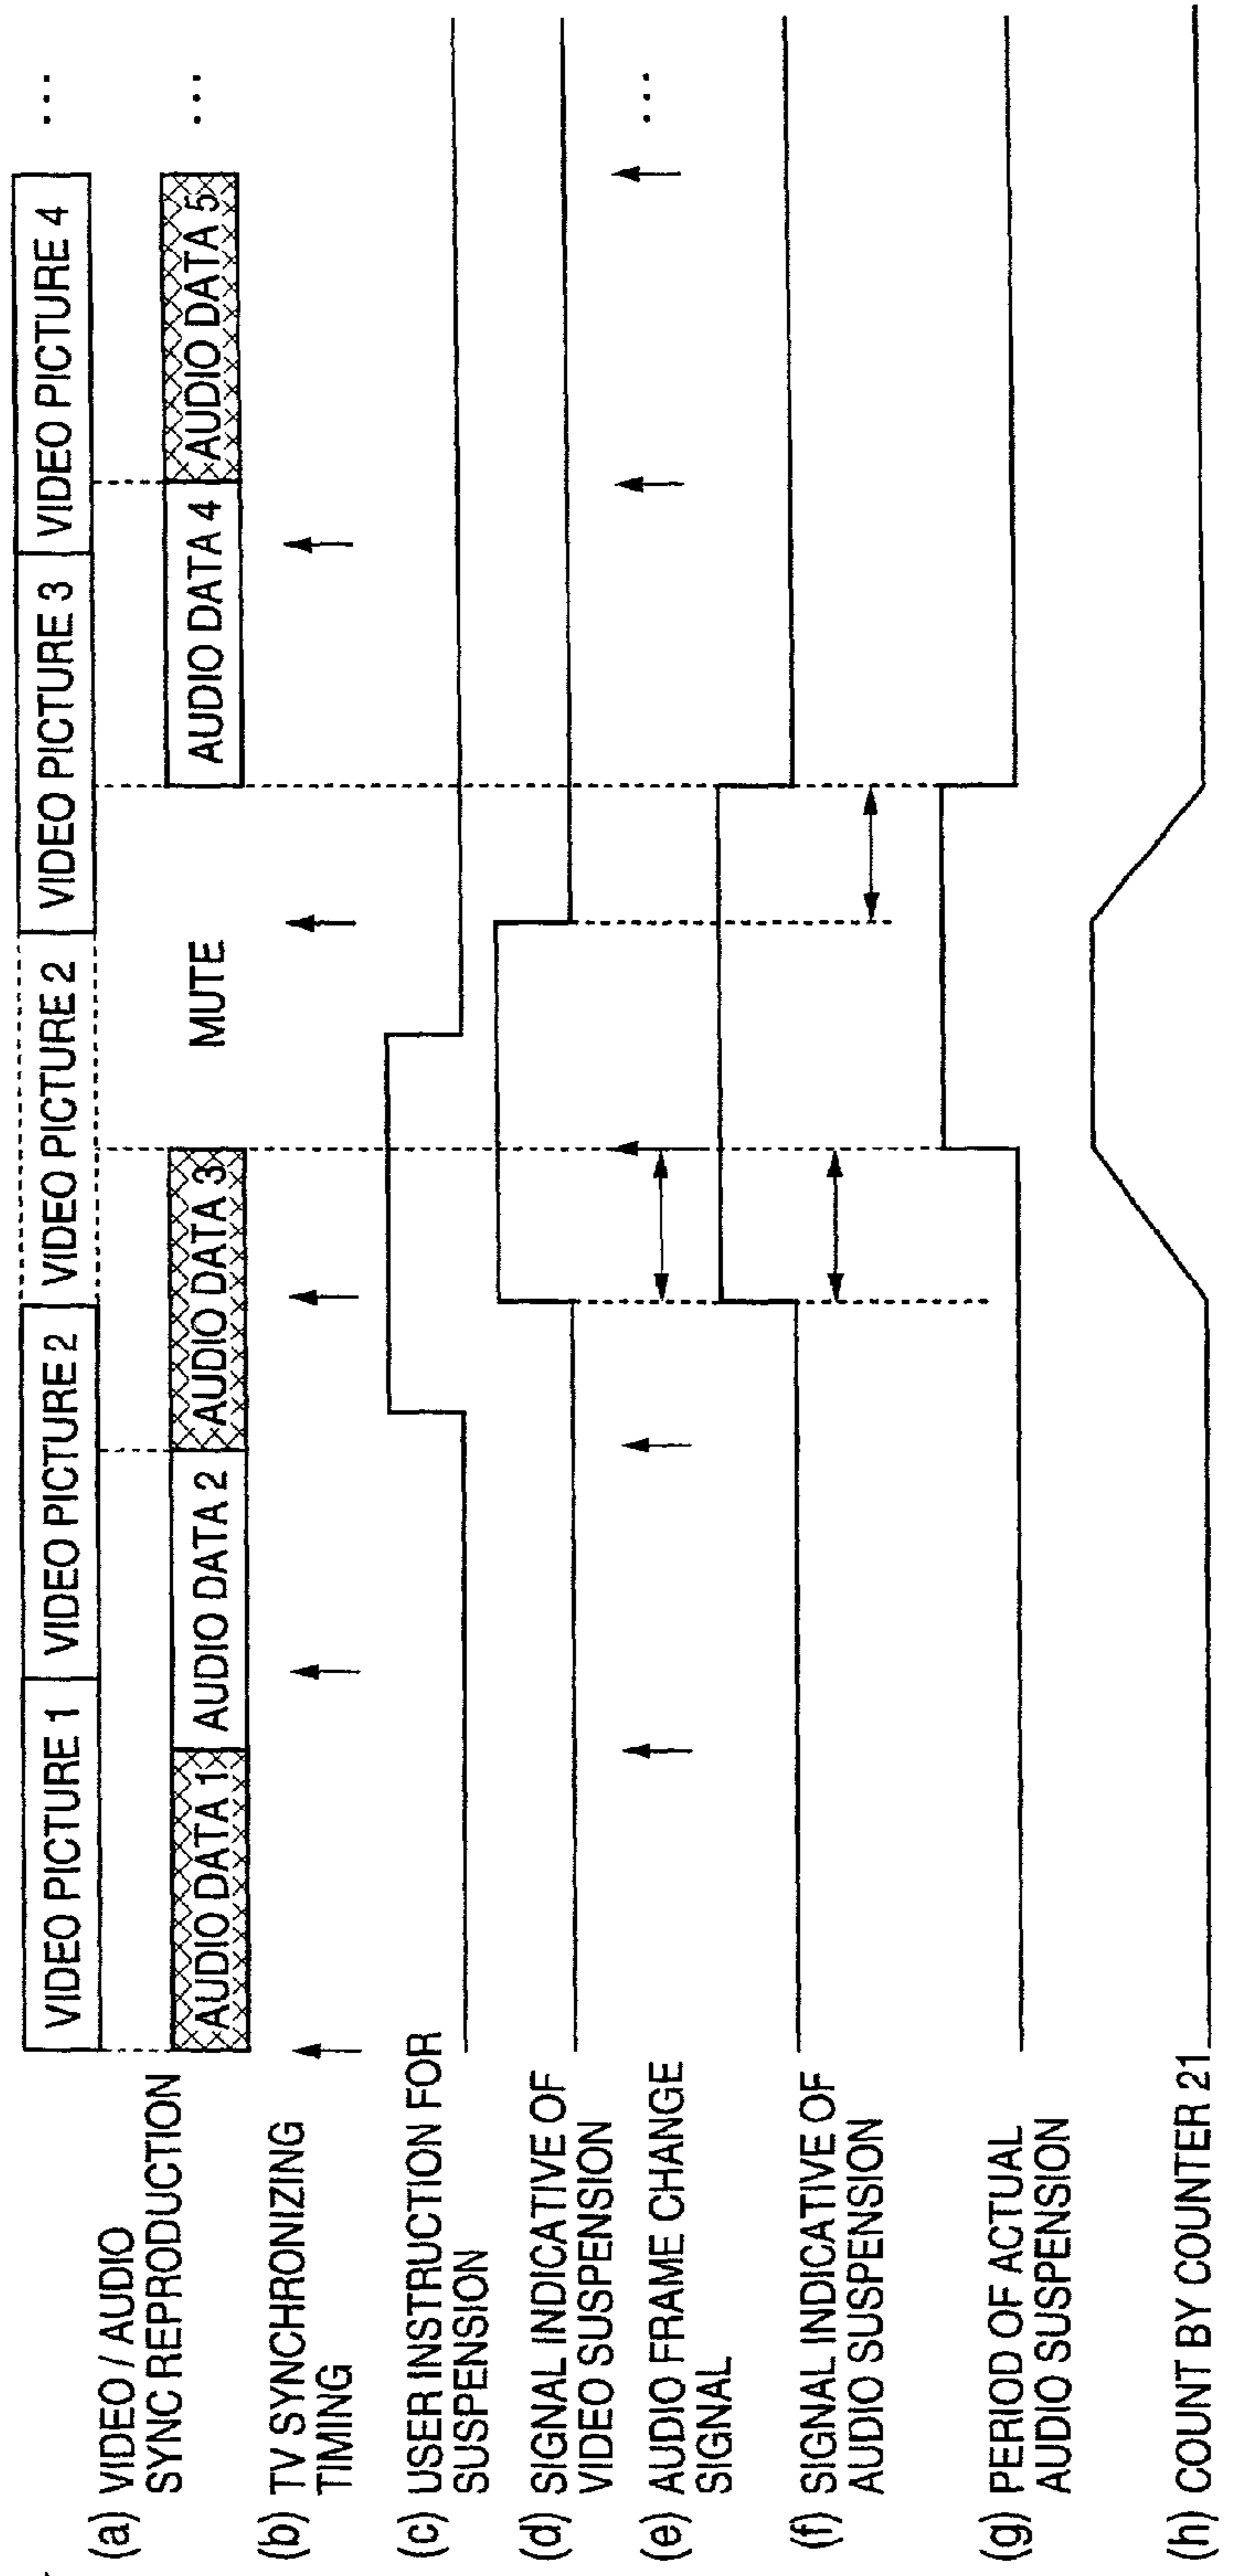 VIDEO PICTURE 1 VIDEO PICTURE 2 VIDEO PICTURE 2 VIDEO PICTURE 3 VIDEO PICTURE 4 ...
(a) VIDEO / AUDIO
SYNC REPRODUCTION
AUDIO DATA 1 AUDIO DATA 2 AUDIO DATA 3 MUTE AUDIO DATA 4 AUDIO DATA 5 ...
(b) TV SYNCHRONIZING
TIMING
(c) USER INSTRUCTION FOR
SUSPENSION
(d) SIGNAL INDICATIVE OF
VIDEO SUSPENSION
(e) AUDIO FRAME CHANGE
SIGNAL
...
(f) SIGNAL INDICATIVE OF
AUDIO SUSPENSION
(g) PERIOD OF ACTUAL
AUDIO SUSPENSION
(h) COUNT BY COUNTER 21